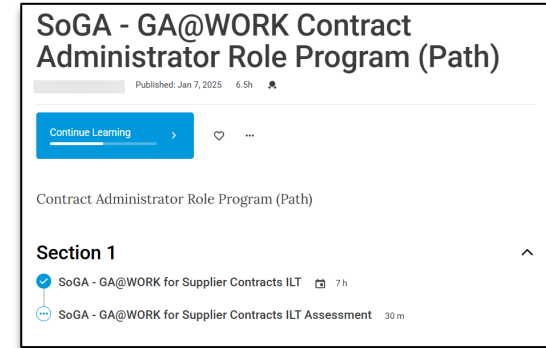 SoGA - GA@WORK Contract
Administrator Role Program (Path)
Published: Jan 7, 2025 6.5h
Continue Learning
Contract Administrator Role Program (Path)
Section 1
SoGA - GA@WORK for Supplier Contracts ILT 7 h
SoGA - GA@WORK for Supplier Contracts ILT Assessment 30 m